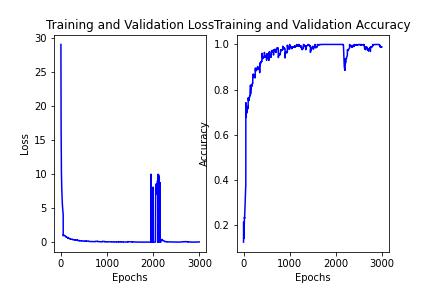 Training and Validation Loss
30
25
20
15
10
5
0
0 1000 2000 3000
Loss
Epochs
Training and Validation Accuracy
1.0
0.8
0.6
0.4
0.2
0 1000 2000 3000
Accuracy
Epochs